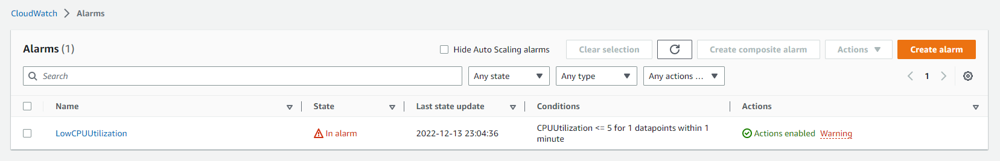 CloudWatch > Alarms
Alarms (1)
Hide Auto Scaling alarms
Clear selection
Create composite alarm
Actions
Create alarm
Search
Any state
Any type
Any actions ...
1
Name State Last state update Conditions Actions
LowCPUUtilization In alarm 2022-12-13 23:04:36 CPUUtilization <= 5 for 1 datapoints within 1
minute
Actions enabled Warning